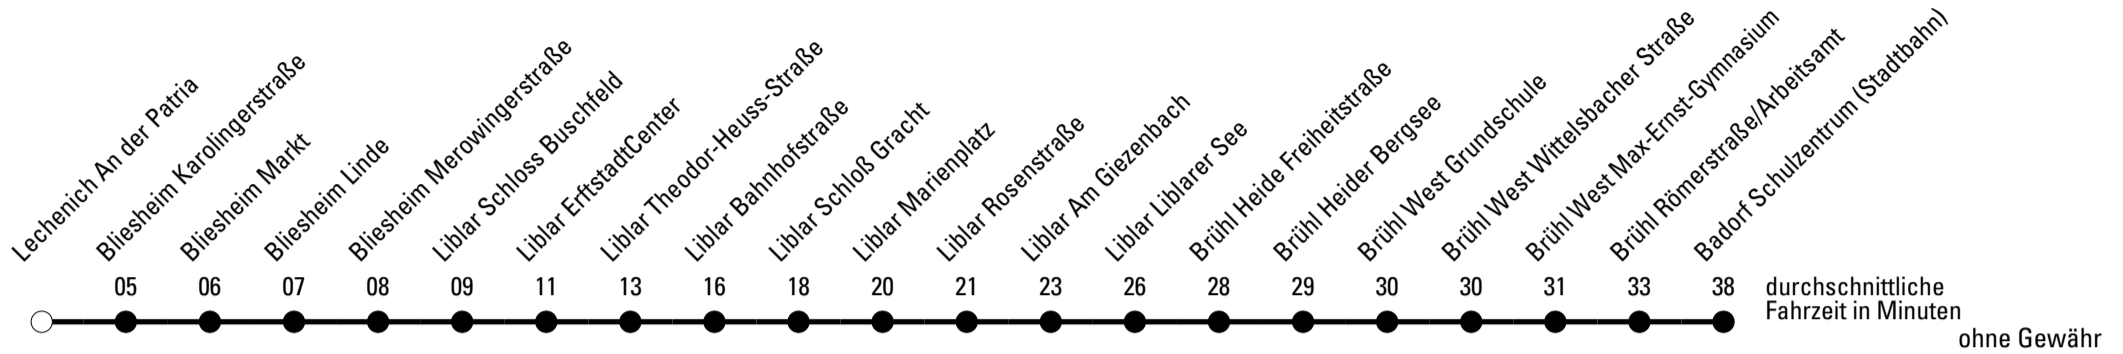 Lechenich An der Patria
Bliesheim Karolingerstraße
Bliesheim Markt
Bliesheim Linde
Bliesheim Merowingerstraße
Liblar Schloss Buschfeld
Liblar ErftstadtCenter
Liblar Theodor-Heuss-Straße
Liblar Bahnhofstraße
Liblar Schloß Gracht
Liblar Marienplatz
Liblar Rosenstraße
Liblar Am Giezenbach
Liblar Liblarer See
Brühl Heide Freiheitstraße
Brühl Heider Bergsee
Brühl West Grundschule
Brühl West Wittelsbacher Straße
Brühl West Max-Ernst-Gymnasium
Brühl Römerstraße/Arbeitsamt
Badorf Schulzentrum (Stadtbahn)
05 06 07 08 09 11 13 16 18 20 21 23 26 28 29 30 30 31 33 38 durchschnittliche
Fahrzeit in Minuten
ohne Gewähr